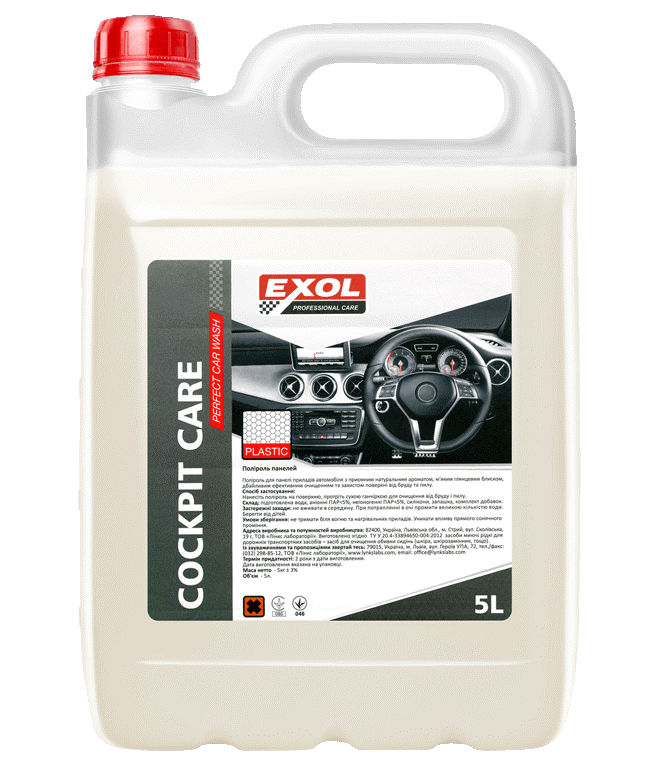 EXOL
PROFESSIONAL CARE
COCKPIT CARE
PERFECT CAR WASH
PLASTIC
Поліроль панелей
Поліроль для панелі приладів автомобіля з приємним натуральним ароматом, м'яким глянцевим блиском,
дбайливим ефективним очищенням та захистом поверхні від бруду та пилу.
Спосіб застосування:
Нанесіть поліроль на поверхню, протріть сухою ганчіркою для очищення від бруду і пилу.
Склад: підготовлена вода, аніонні ПАР<5%, неіоногенні ПАР<5%, силікони, запашка, комплект добавок.
Застережні заходи: не вживати в середину. При потраплянні в очі промити великою кількістю води.
Берегти від дітей.
Умови зберігання: не тримати біля вогню та нагрівальних приладів. Уникати впливу прямого сонячного
проміння.
Адреса виробника та потужностей виробництва: 82400, Україна, Львівська обл., м. Стрий, вул. Сколівська,
19 г, ТОВ «Лінкс лабораторії». Виготовлено згідно ТУ У 20.4-33894650-004:2012 засоби миючі рідкі для
дорожніх транспортних засобів – засіб для очищення обивки сидінь (шкіра, шкірозамінник, тощо).
Із зауваженнями та пропозиціями звертай тесь: 79015, Україна, м. Львів, вул. Героїв УПА, 72, тел./факс:
(032) 298-85-12, ТОВ «Лінкс лабораторії», www.lynkslabs.com, email: office@lynkslabs.com
Термін придатності: 2 роки з дати виготовлення.
Дата виготовлення вказана на упаковці.
Маса нетто - 5кг ± 3%
Об'єм - 5л.
080
046
5L